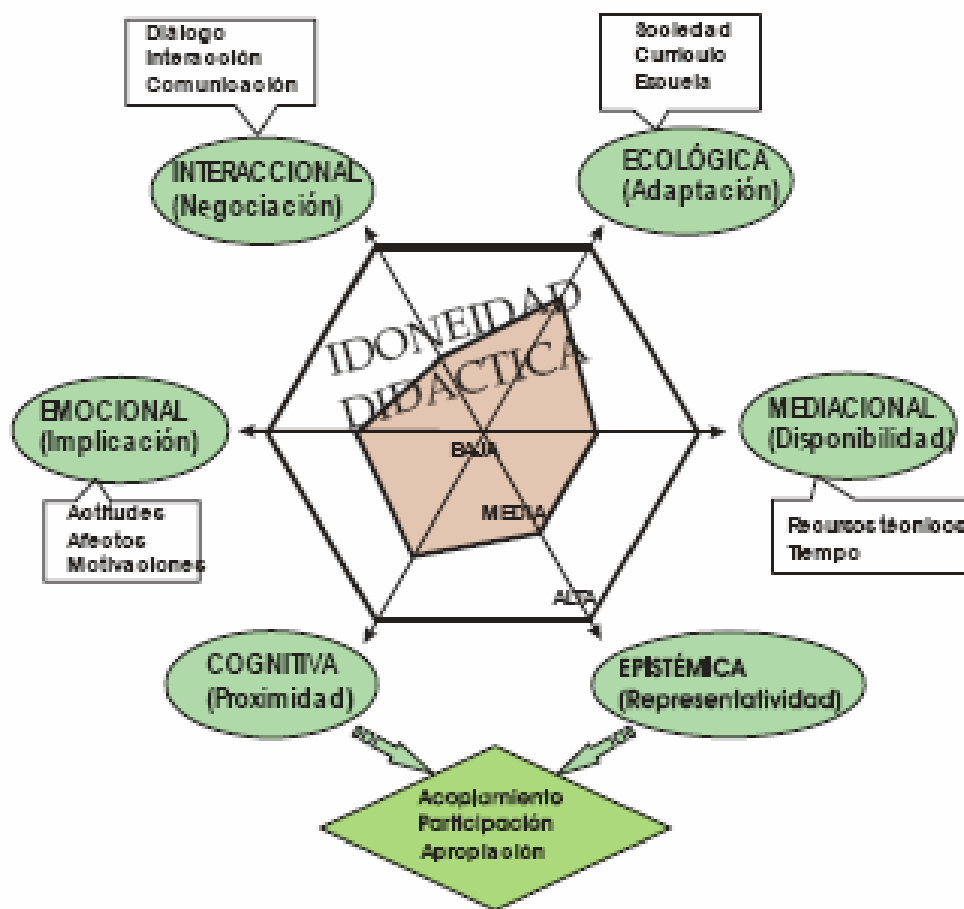 Diálogo
Interacción
Comunicación
Sociedad
Currículo
Escuela
INTERACCIONAL
(Negociación)
ECOLÓGICA
(Adaptación)
IDONEIDAD
DIDÁCTICA
EMOCIONAL
(Implicación)
MEDIACIONAL
(Disponibilidad)
BAJA
MEDIA
ALTA
Actitudes
Afectos
Motivaciones
Recursos técnicos
Tiempo
COGNITIVA
(Proximidad)
EPISTÉMICA
(Representatividad)
Acoplamiento
Participación
Apropiación